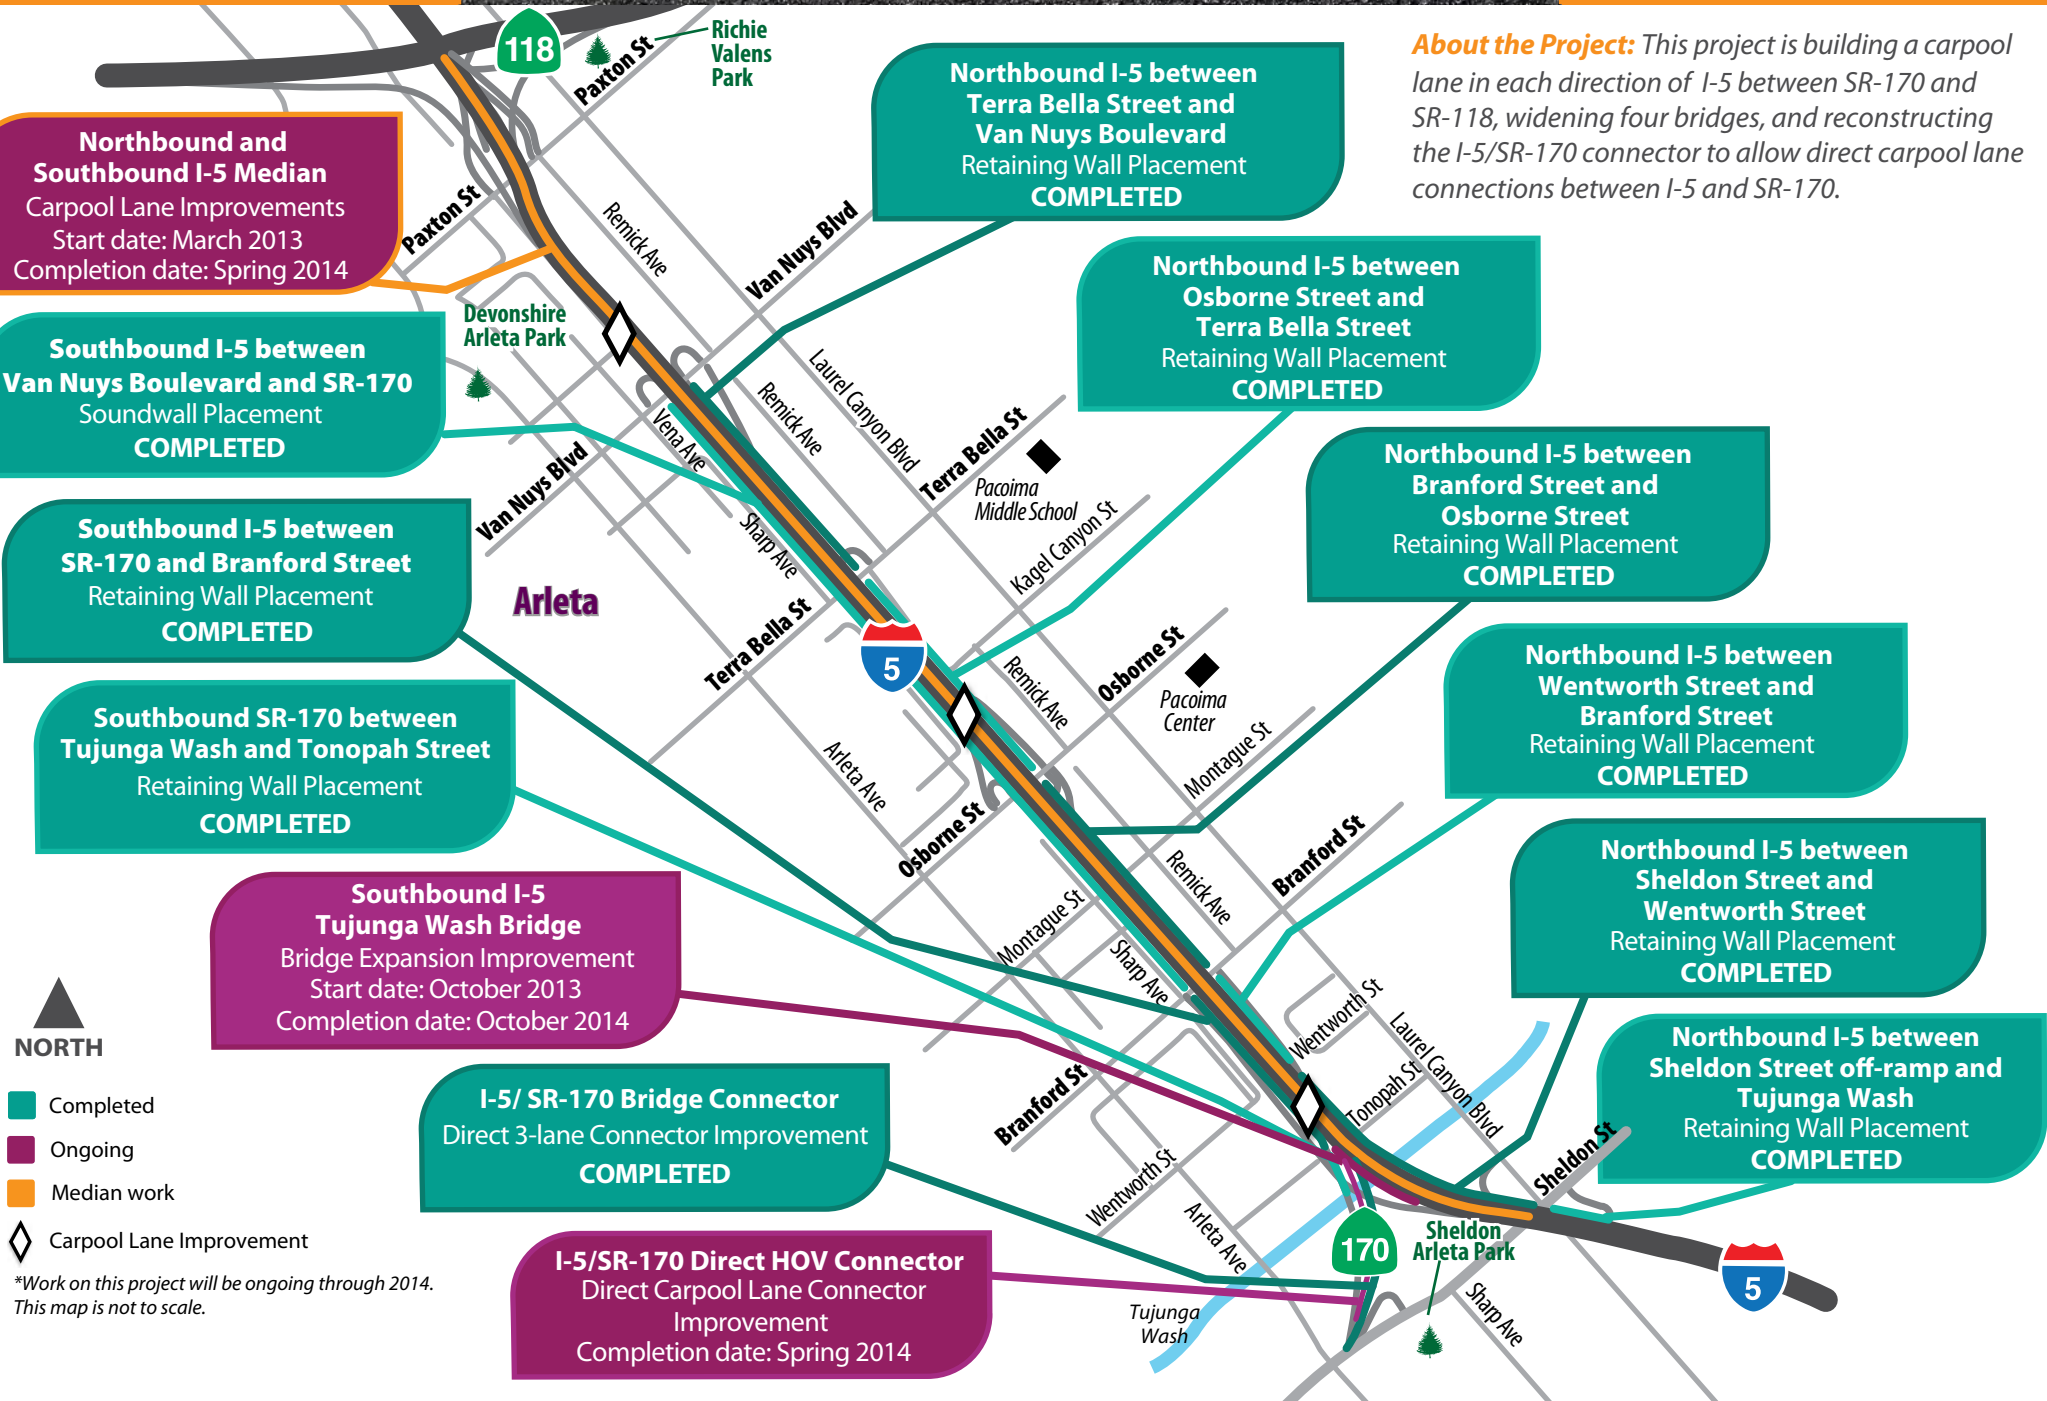 About the Project: This project is building a carpool
lane in each direction of I-5 between SR-170 and
SR-118, widening four bridges, and reconstructing
the I-5/SR-170 connector to allow direct carpool lane
connections between I-5 and SR-170.
118
Richie
Valens
Park
Paxton St
Northbound I-5 between
Terra Bella Street and
Van Nuys Boulevard
Retaining Wall Placement
COMPLETED
Northbound and
Southbound I-5 Median
Carpool Lane Improvements
Start date: March 2013
Completion date: Spring 2014
Paxton St
Remick Ave
Van Nuys Blvd
Northbound I-5 between
Osborne Street and
Terra Bella Street
Retaining Wall Placement
COMPLETED
Devonshire
Arleta Park
Southbound I-5 between
Van Nuys Boulevard and SR-170
Soundwall Placement
COMPLETED
Laurel Canyon Blvd
Remick Ave
Vena Ave
Terra Bella St
Pacoima
Middle School
Van Nuys Blvd
Sharp Ave
Kagel Canyon St
Northbound I-5 between
Branford Street and
Osborne Street
Retaining Wall Placement
COMPLETED
Southbound I-5 between
SR-170 and Branford Street
Retaining Wall Placement
COMPLETED
Arleta
Terra Bella St
5
Remick Ave
Osborne St
Pacoima
Center
Northbound I-5 between
Wentworth Street and
Branford Street
Retaining Wall Placement
COMPLETED
Southbound SR-170 between
Tujunga Wash and Tonopah Street
Retaining Wall Placement
COMPLETED
Arleta Ave
Montague St
Osborne St
Remick Ave
Branford St
Northbound I-5 between
Sheldon Street and
Wentworth Street
Retaining Wall Placement
COMPLETED
Southbound I-5
Tujunga Wash Bridge
Bridge Expansion Improvement
Start date: October 2013
Completion date: October 2014
Montague St
Sharp Ave
Wentworth St
Laurel Canyon Blvd
Northbound I-5 between
Sheldon Street off-ramp and
Tujunga Wash
Retaining Wall Placement
COMPLETED
NORTH
Completed
Ongoing
Median work
Carpool Lane Improvement
*Work on this project will be ongoing through 2014.
This map is not to scale.
I-5/ SR-170 Bridge Connector
Direct 3-lane Connector Improvement
COMPLETED
Branford St
Tonopah St
Sheldon St
Wentworth St
Arleta Ave
170
Sheldon
Arleta Park
5
I-5/SR-170 Direct HOV Connector
Direct Carpool Lane Connector
Improvement
Completion date: Spring 2014
Tujunga
Wash
Sharp Ave